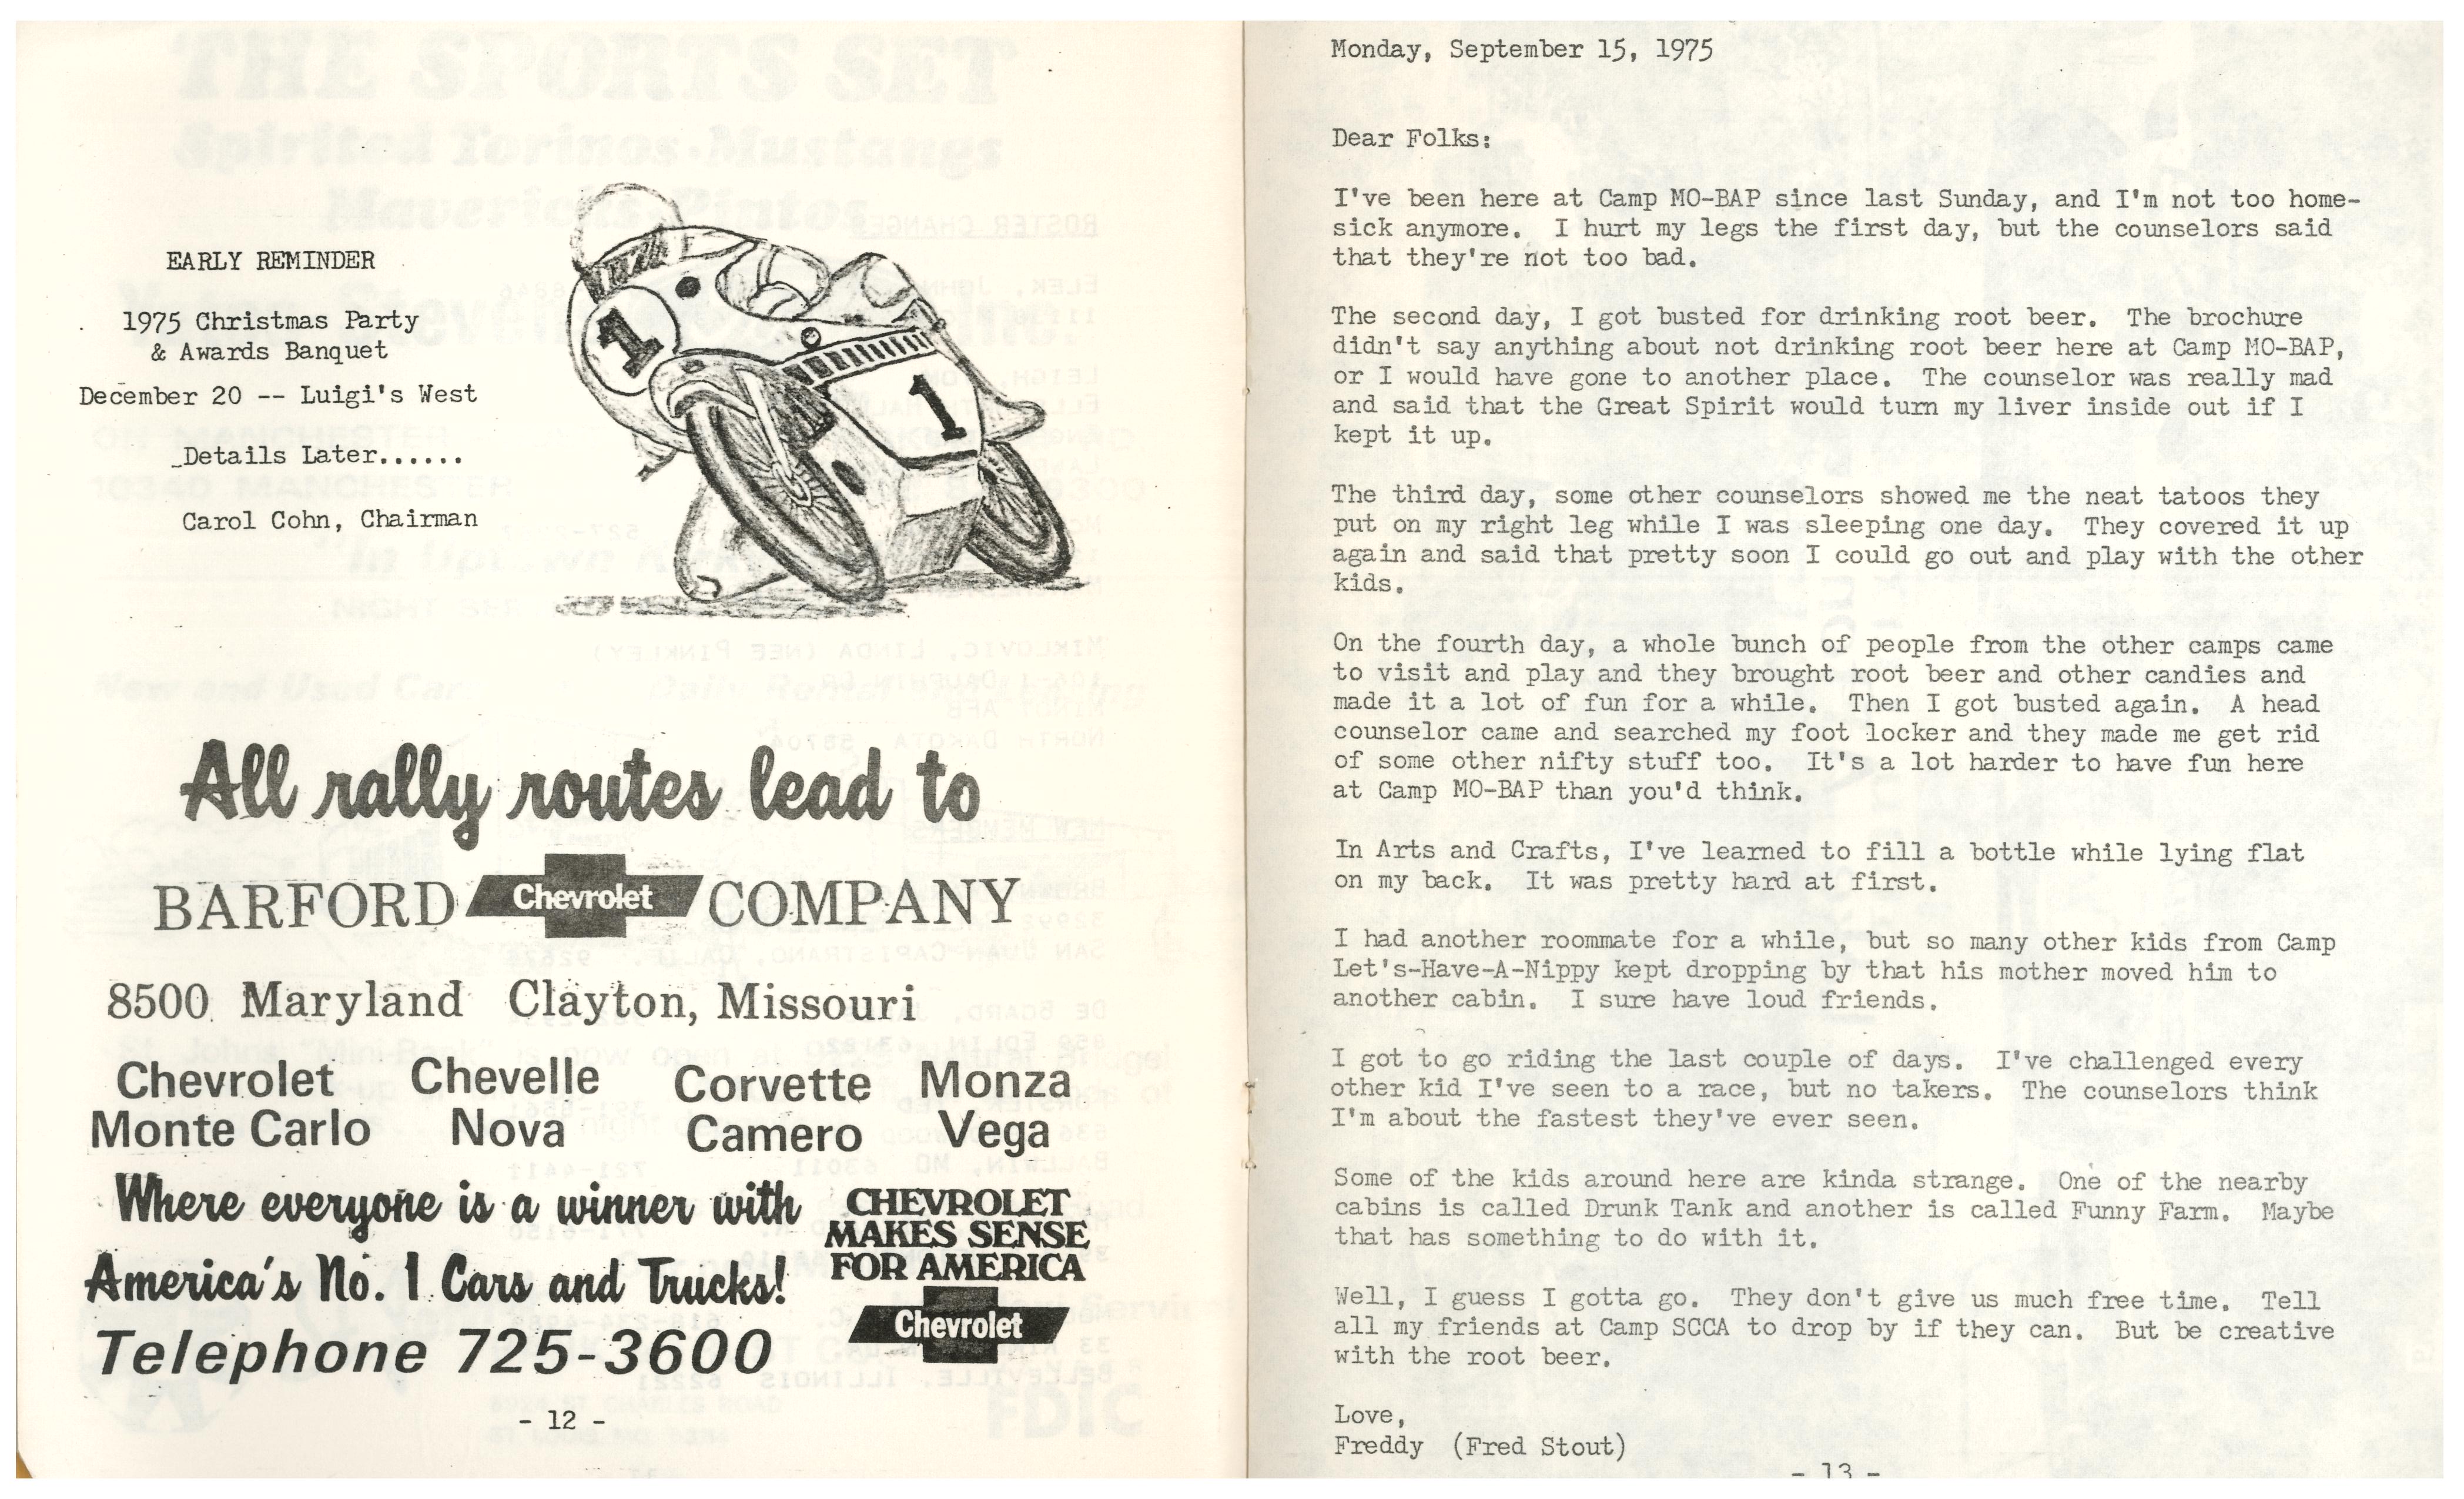 EARLY REMINDER
1975 Christmas Party
& Awards Banquet
December 20 -- Luigi's West
Details Later......
Carol Cohn, Chairman
1
1
All rally routes lead to
BARFORD Chevrolet COMPANY
8500 Maryland Clayton, Missouri
Chevrolet Chevelle Corvette Monza
Monte Carlo Nova Camero Vega
Where everyone is a winner with
America's No. 1 Cars and Trucks!
CHEVROLET
MAKES SENSE
FOR AMERICA
Chevrolet
Telephone 725-3600
- 12 -
Monday, September 15, 1975
Dear Folks:
I've been here at Camp MO-BAP since last Sunday, and I'm not too home-
sick anymore. I hurt my legs the first day, but the counselors said
that they're not too bad.
The second day, I got busted for drinking root beer. The brochure
didn't say anything about not drinking root beer here at Camp MO-BAP,
or I would have gone to another place. The counselor was really mad
and said that the Great Spirit would turn my liver inside out if I
kept it up.
The third day, some other counselors showed me the neat tatoos they
put on my right leg while I was sleeping one day. They covered it up
again and said that pretty soon I could go out and play with the other
kids.
On the fourth day, a whole bunch of people from the other camps came
to visit and play and they brought root beer and other candies and
made it a lot of fun for a while. Then I got busted again. A head
counselor came and searched my foot locker and they made me get rid
of some other nifty stuff too. It's a lot harder to have fun here
at Camp MO-BAP than you'd think.
In Arts and Crafts, I've learned to fill a bottle while lying flat
on my back. It was pretty hard at first.
I had another roommate for a while, but so many other kids from Camp
Let's-Have-A-Nippy kept dropping by that his mother moved him to
another cabin. I sure have loud friends.
I got to go riding the last couple of days. I've challenged every
other kid I've seen to a race, but no takers. The counselors think
I'm about the fastest they've ever seen.
Some of the kids around here are kinda strange. One of the nearby
cabins is called Drunk Tank and another is called Funny Farm. Maybe
that has something to do with it.
Well, I guess I gotta go. They don't give us much free time. Tell
all my friends at Camp SCCA to drop by if they can. But be creative
with the root beer.
Love,
Freddy (Fred Stout)
- 13 -